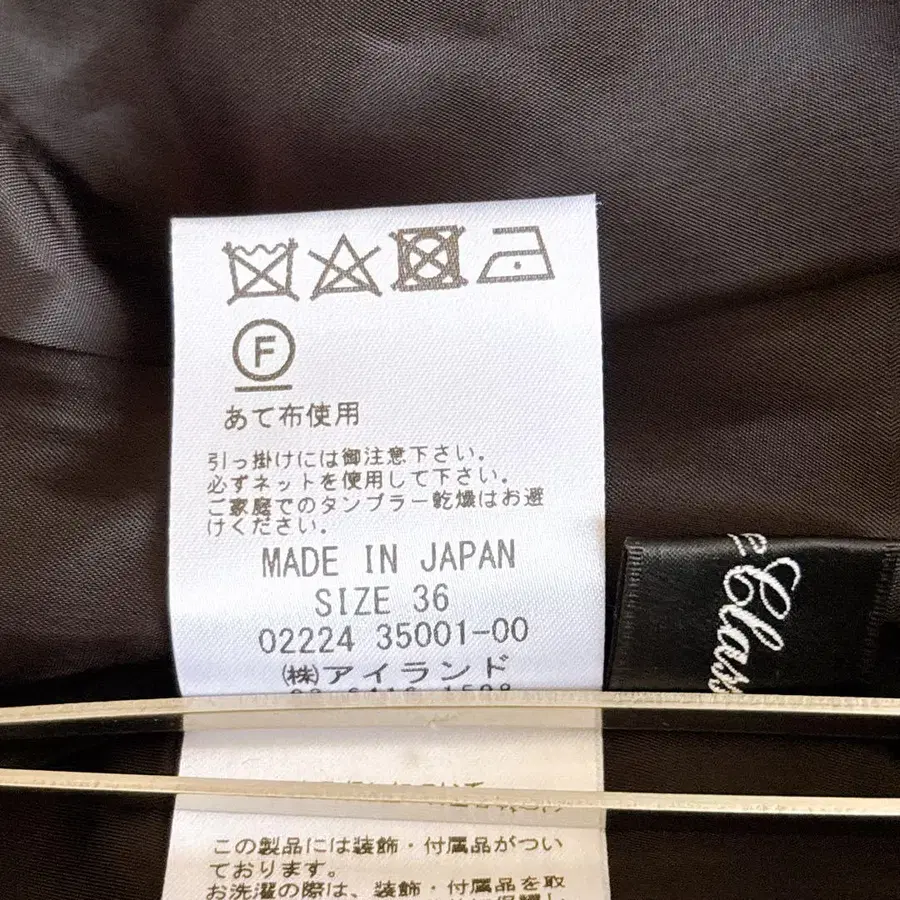 F
あて布使用
引っ掛けには御注意下さい。
必ずネットを使用して下さい。
ご家庭でのタンブラー乾燥はお避
けください。
MADE IN JAPAN
SIZE 36
02224 35001-00
(株)アイランド
この製品には装飾・付属品がつい
ております。
お洗濯の際は、装飾・付属品を取